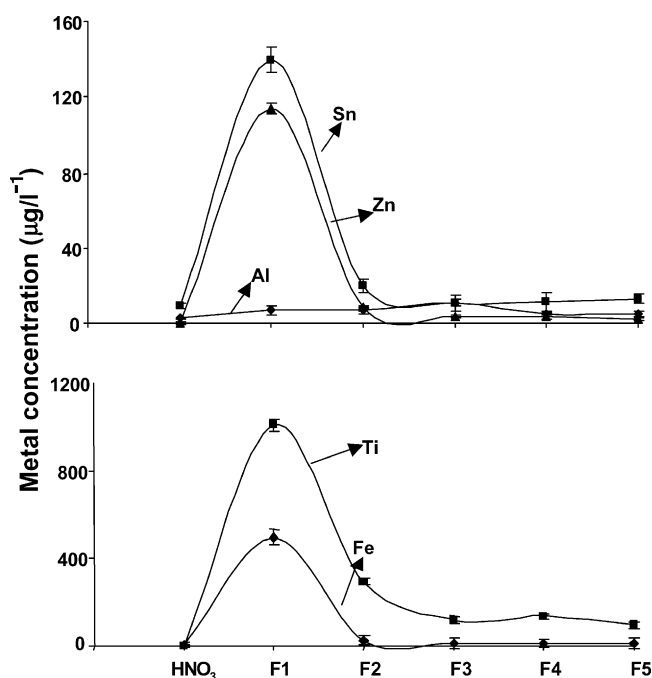 Metal concentration (µg/l⁻¹)
160
120
80
40
0
Sn
Zn
Al
1200
800
400
0
Ti
Fe
HNO₃ F1 F2 F3 F4 F5